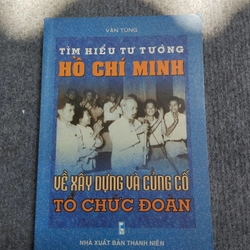 VĂN TÙNG
TÌM HIỂU TƯ TƯỞNG
HỒ CHÍ MINH
VỀ XÂY DỰNG VÀ CỦNG CỐ
TỔ CHỨC ĐOÀN
NHÀ XUẤT BẢN THANH NIÊN